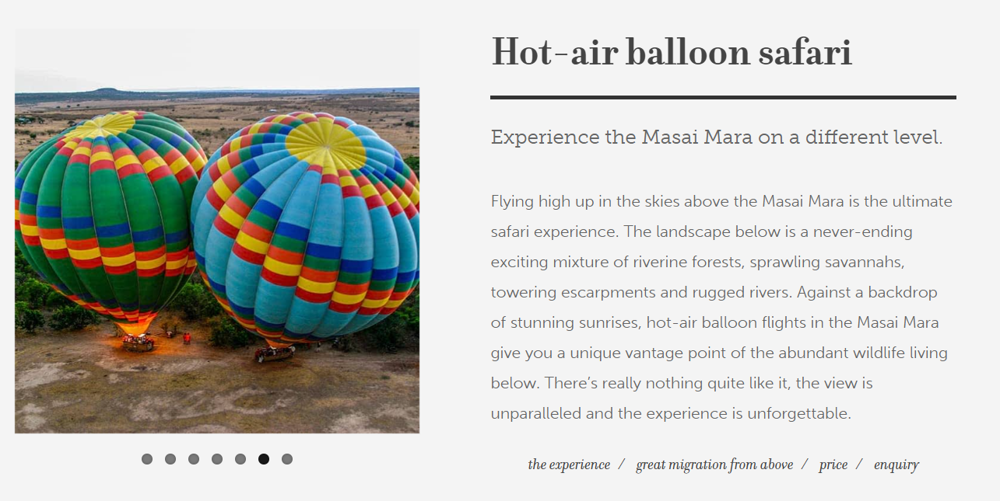 Hot-air balloon safari
Experience the Masai Mara on a different level.
Flying high up in the skies above the Masai Mara is the ultimate
safari experience. The landscape below is a never-ending
exciting mixture of riverine forests, sprawling savannahs,
towering escarpments and rugged rivers. Against a backdrop
of stunning sunrises, hot-air balloon flights in the Masai Mara
give you a unique vantage point of the abundant wildlife living
below. There’s really nothing quite like it, the view is
unparalleled and the experience is unforgettable.
the experience / great migration from above / price / enquiry